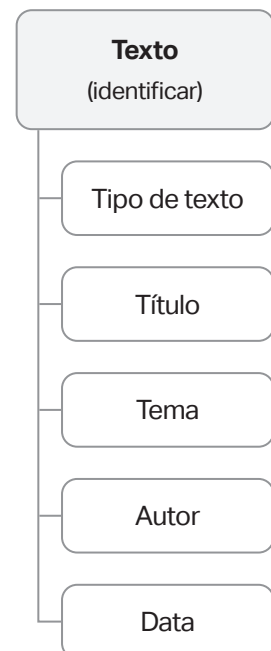 Texto
(identificar)
Tipo de texto
Título
Tema
Autor
Data